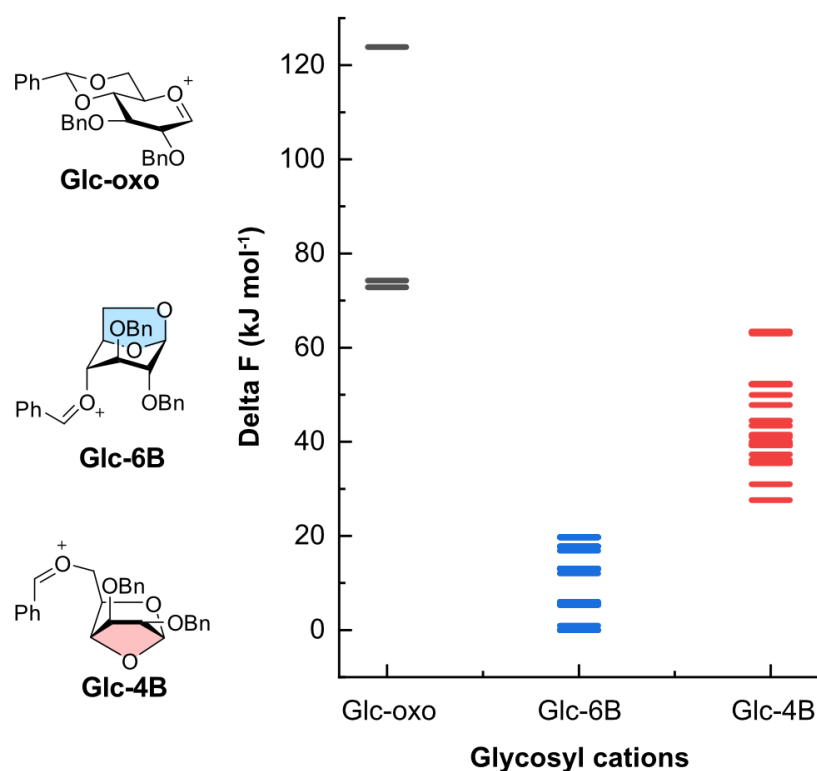 Ph
O
O
O
+
BnO
BnO
Glc-oxo
O
OBn
O
Ph
O
+
OBn
Glc-6B
+
O
Ph
OBn
O
OBn
O
Glc-4B
Delta F (kJ mol⁻¹)
120
100
80
60
40
20
0
Glc-oxo
Glc-6B
Glc-4B
Glycosyl cations